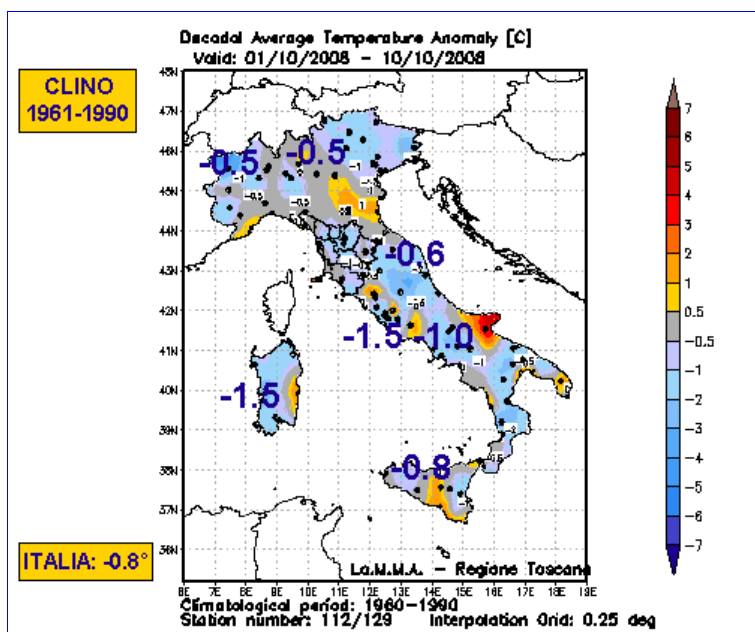 Decadal Average Temperature Anomaly [C]
Valid: 01/10/2008 - 10/10/2008
CLINO
1961-1990
48N
47N
46N
45N
44N
43N
42N
41N
40N
39N
38N
37N
36N
-0.5
-0.5
-0.6
-1.5
-1.0
-1.5
-0.8
7
6
5
4
3
2
1
0.5
-0.5
-1
-2
-3
-4
-5
-6
-7
ITALIA: -0.8°
La.M.M.A. - Regione Toscana
6E 7E 8E 9E 10E 11E 12E 13E 14E 15E 16E 17E 18E 19E
Climatological period: 1960-1990
Station number: 112/129 Interpolation Grid: 0.25 deg